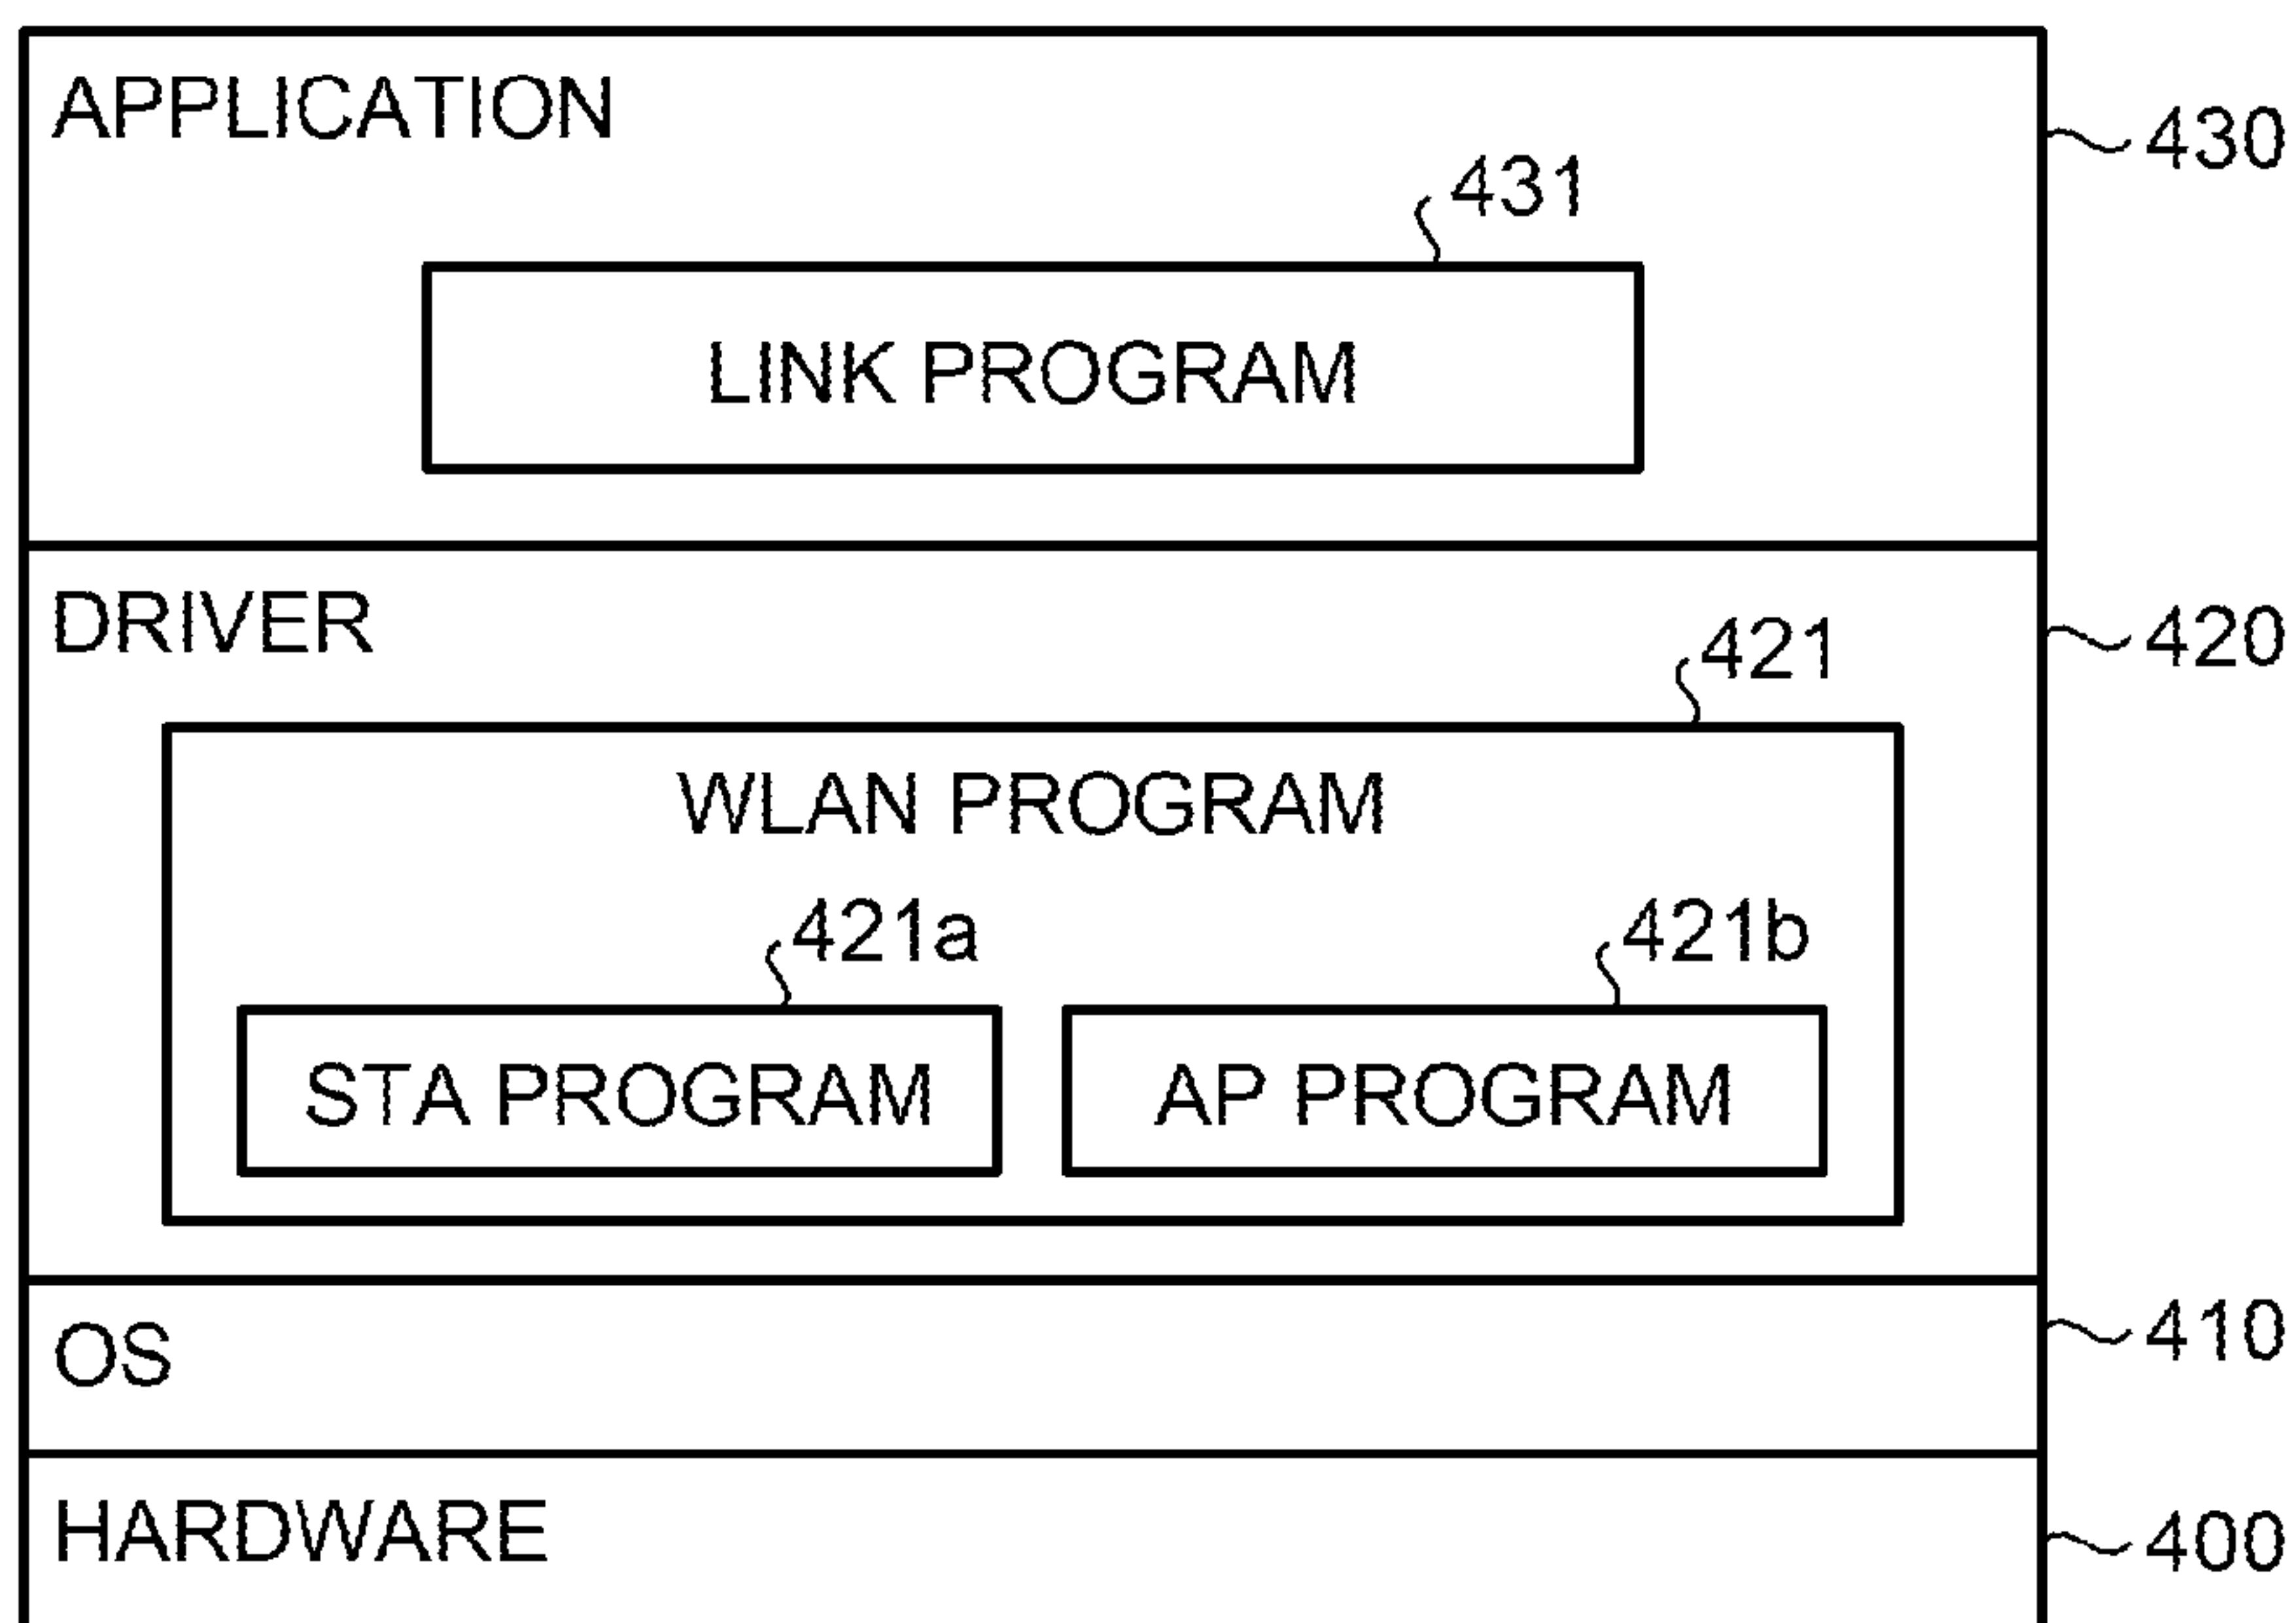 APPLICATION
430
431
LINK PROGRAM
DRIVER
420
421
WLAN PROGRAM
421a
421b
STA PROGRAM
AP PROGRAM
OS
410
HARDWARE
400